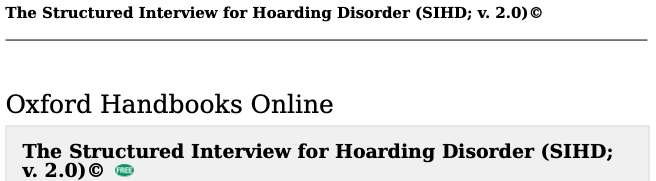 The Structured Interview for Hoarding Disorder (SIHD; v. 2.0)©
Oxford Handbooks Online
The Structured Interview for Hoarding Disorder (SIHD;
v. 2.0)© FREE